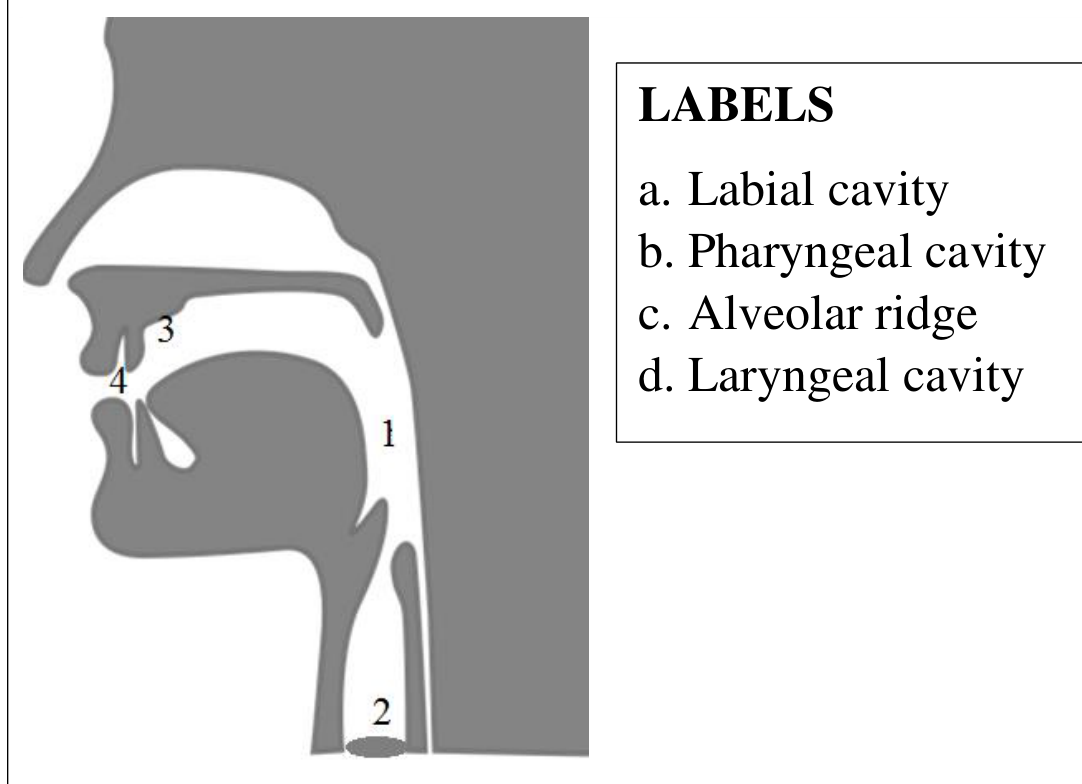 LABELS
a. Labial cavity
b. Pharyngeal cavity
c. Alveolar ridge
d. Laryngeal cavity
3
4
1
2